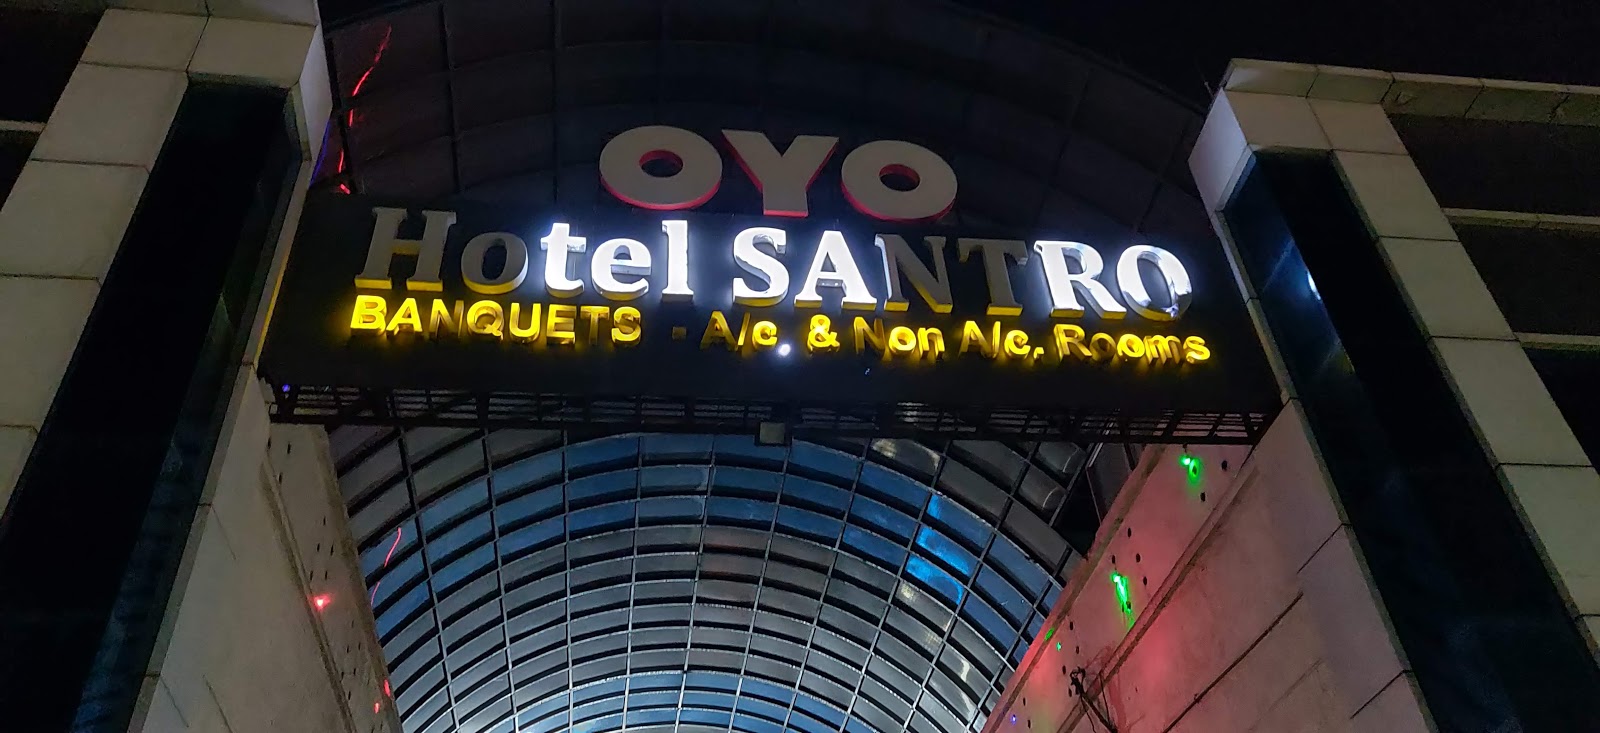 OYO
Hotel SANTRO
BANQUETS - A/c. & Non A/c. Rooms